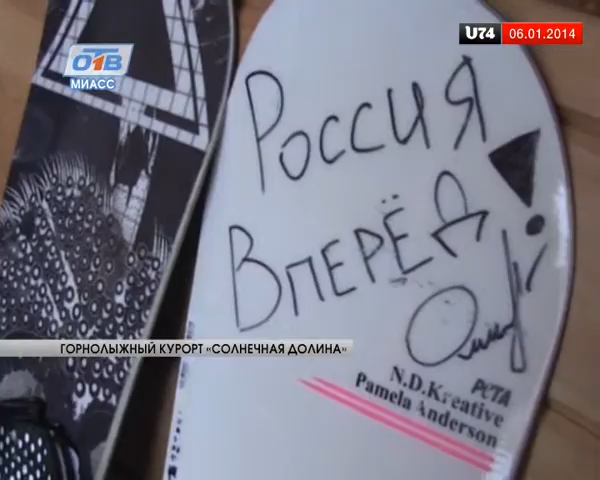 U74 06.01.2014
ОТВ
МИАСС
РОССИЯ
ВПЕРЁД!
ГОРНОЛЫЖНЫЙ КУРОРТ «СОЛНЕЧНАЯ ДОЛИНА»
PETA
N.D.Kreative
Pamela Anderson